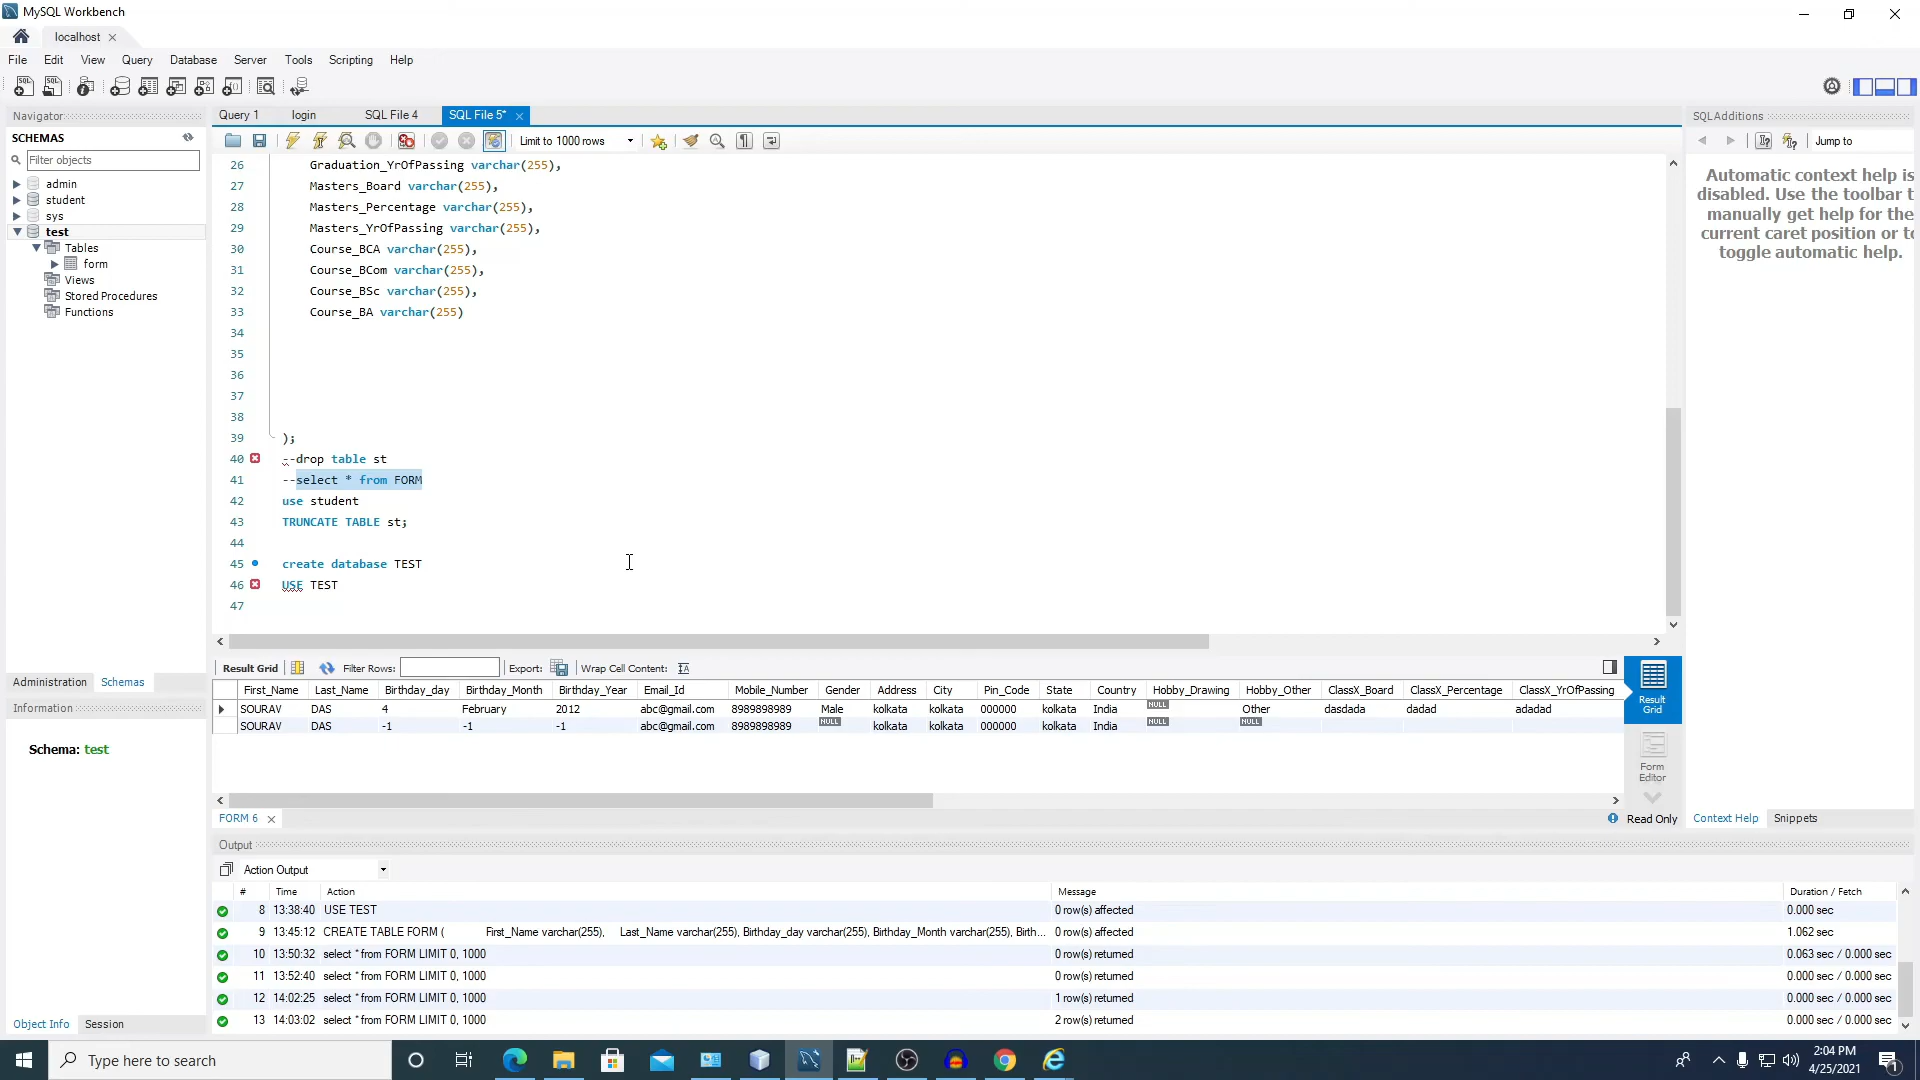 MySQL Workbench
localhost
File Edit View Query Database Server Tools Scripting Help
Navigator
SCHEMAS
Filter objects
admin
student
sys
test
Tables
form
Views
Stored Procedures
Functions
Administration Schemas
Information
Schema: test
Object Info Session
Query 1 login SQL File 4 SQL File 5*
Limit to 1000 rows
26 Graduation_YrOfPassing varchar(255),
27 Masters_Board varchar(255),
28 Masters_Percentage varchar(255),
29 Masters_YrOfPassing varchar(255),
30 Course_BCA varchar(255),
31 Course_BCom varchar(255),
32 Course_BSc varchar(255),
33 Course_BA varchar(255)
34
35
36
37
38
39 );
40 --drop table st
41 --select * from FORM
42 use student
43 TRUNCATE TABLE st;
44
45 create database TEST
46 USE TEST
47
Result Grid Filter Rows: Export: Wrap Cell Content:
First_Name Last_Name Birthday_day Birthday_Month Birthday_Year Email_Id Mobile_Number Gender Address City Pin_Code State Country Hobby_Drawing Hobby_Other ClassX_Board ClassX_Percentage ClassX_YrOfPassing
SOURAV DAS 4 February 2012 abc@gmail.com 8989898989 Male kolkata kolkata 000000 kolkata India NULL Other dasdada dadad adadad
SOURAV DAS -1 -1 -1 abc@gmail.com 8989898989 NULL kolkata kolkata 000000 kolkata India NULL NULL
Result
Grid
Form
Editor
FORM 6
Read Only
SQLAdditions
Jump to
Automatic context help is
disabled. Use the toolbar t
manually get help for the
current caret position or to
toggle automatic help.
Context Help Snippets
Output
Action Output
# Time Action Message Duration / Fetch
8 13:38:40 USE TEST 0 row(s) affected 0.000 sec
9 13:45:12 CREATE TABLE FORM ( First_Name varchar(255), Last_Name varchar(255), Birthday_day varchar(255), Birthday_Month varchar(255), Birth... 0 row(s) affected 1.062 sec
10 13:50:32 select * from FORM LIMIT 0, 1000 0 row(s) returned 0.063 sec / 0.000 sec
11 13:52:40 select * from FORM LIMIT 0, 1000 0 row(s) returned 0.000 sec / 0.000 sec
12 14:02:25 select * from FORM LIMIT 0, 1000 1 row(s) returned 0.000 sec / 0.000 sec
13 14:03:02 select * from FORM LIMIT 0, 1000 2 row(s) returned 0.000 sec / 0.000 sec
Type here to search
2:04 PM
4/25/2021
1